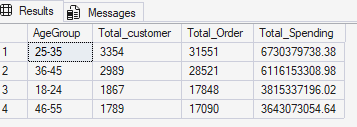 Results Messages
AgeGroup Total_customer Total_Order Total_Spending
1 25-35 3354 31551 6730379738.38
2 36-45 2989 28521 6116153308.98
3 18-24 1867 17848 3815337196.02
4 46-55 1789 17090 3643073054.64